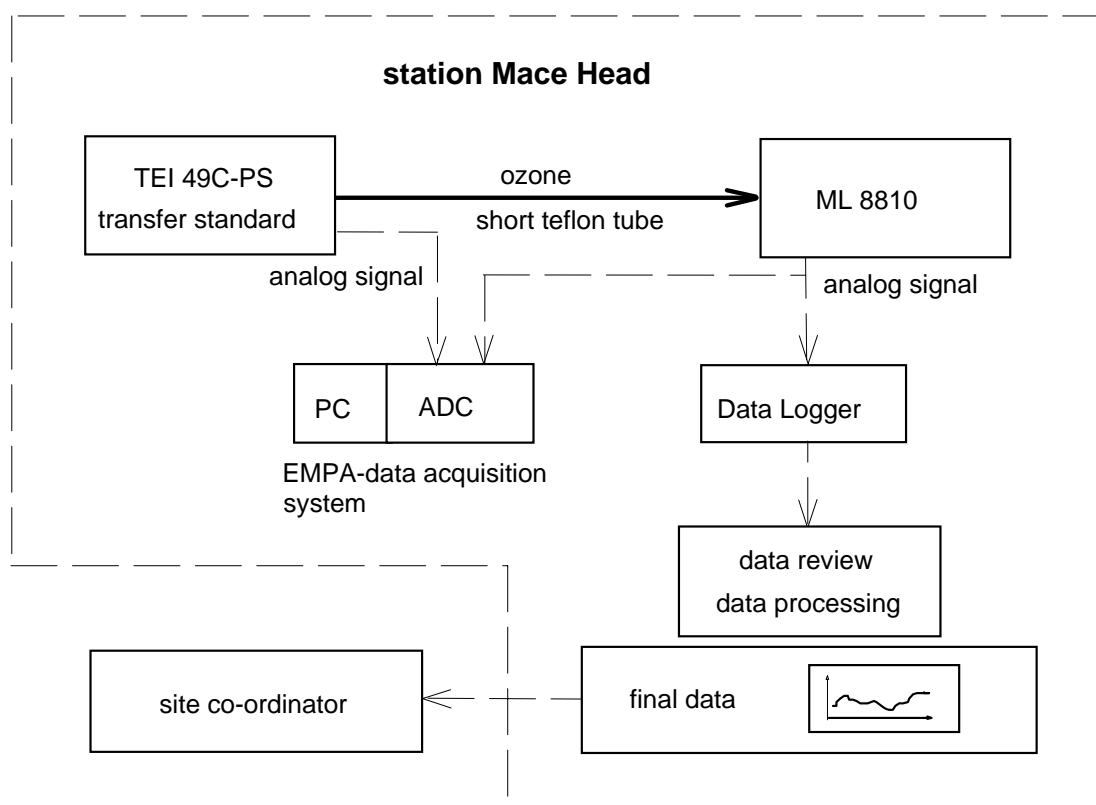 station Mace Head
TEI 49C-PS
transfer standard
ozone
short teflon tube
ML 8810
analog signal
analog signal
PC
ADC
Data Logger
EMPA-data acquisition
system
data review
data processing
site co-ordinator
final data